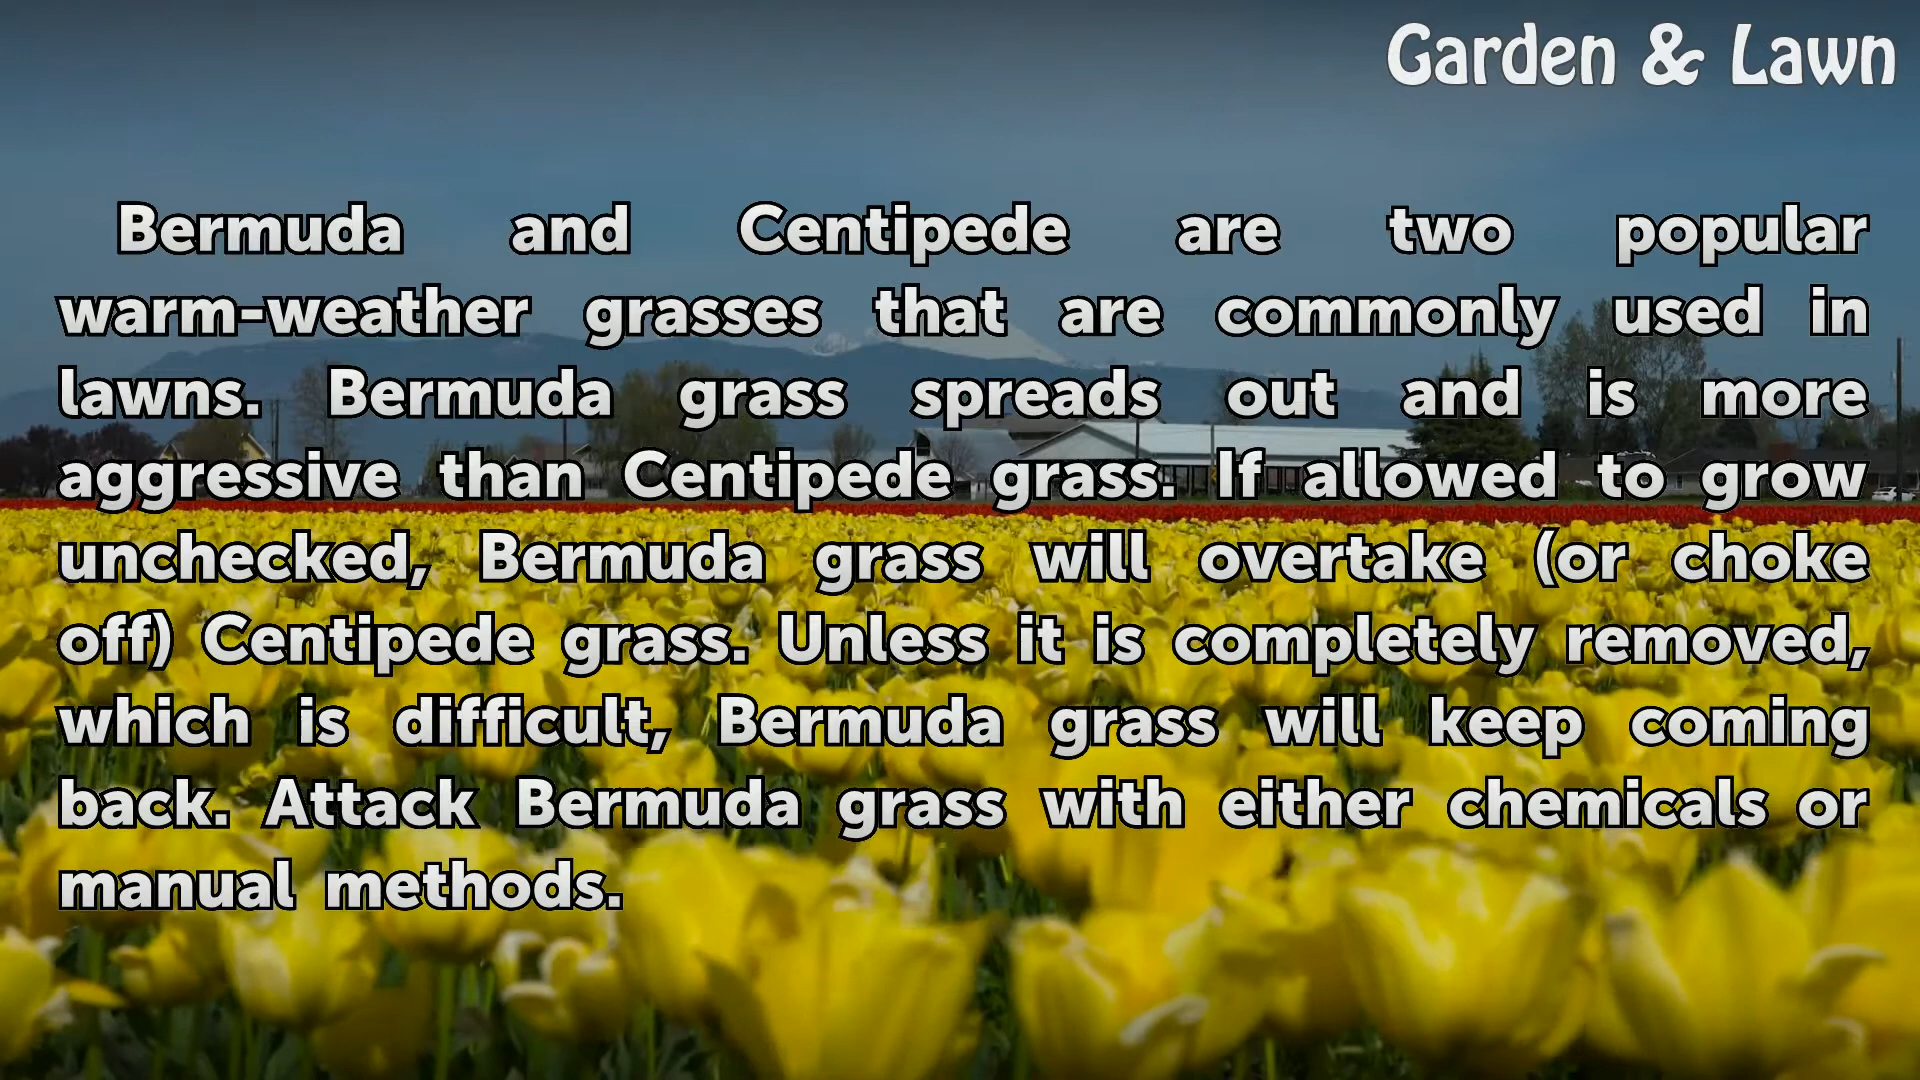 Garden & Lawn
Bermuda and Centipede are two popular
warm-weather grasses that are commonly used in
lawns. Bermuda grass spreads out and is more
aggressive than Centipede grass. If allowed to grow
unchecked, Bermuda grass will overtake (or choke
off) Centipede grass. Unless it is completely removed,
which is difficult, Bermuda grass will keep coming
back. Attack Bermuda grass with either chemicals or
manual methods.